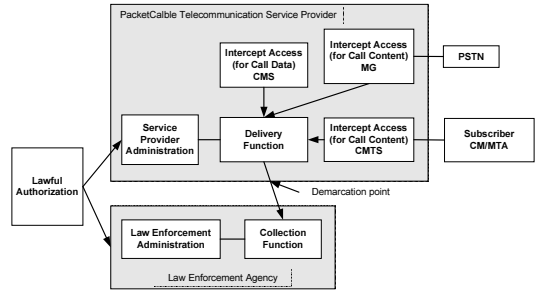 PacketCalble Telecommunication Service Provider
Intercept Access
(for Call Data)
CMS
Intercept Access
(for Call Content)
MG
PSTN
Service
Provider
Administration
Delivery
Function
Intercept Access
(for Call Content)
CMTS
Subscriber
CM/MTA
Lawful
Authorization
Demarcation point
Law Enforcement
Administration
Collection
Function
Law Enforcement Agency